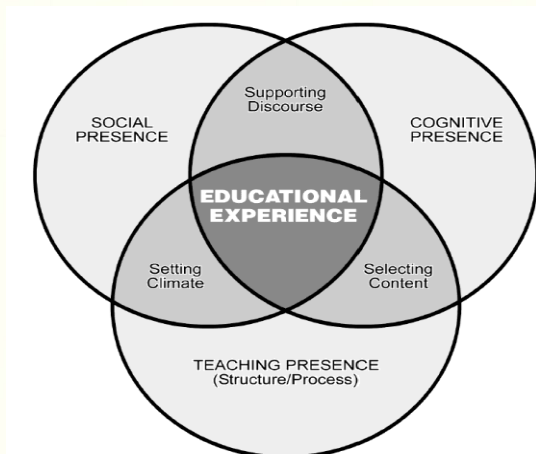 Supporting
Discourse
SOCIAL
PRESENCE
COGNITIVE
PRESENCE
EDUCATIONAL
EXPERIENCE
Setting
Climate
Selecting
Content
TEACHING PRESENCE
(Structure/Process)